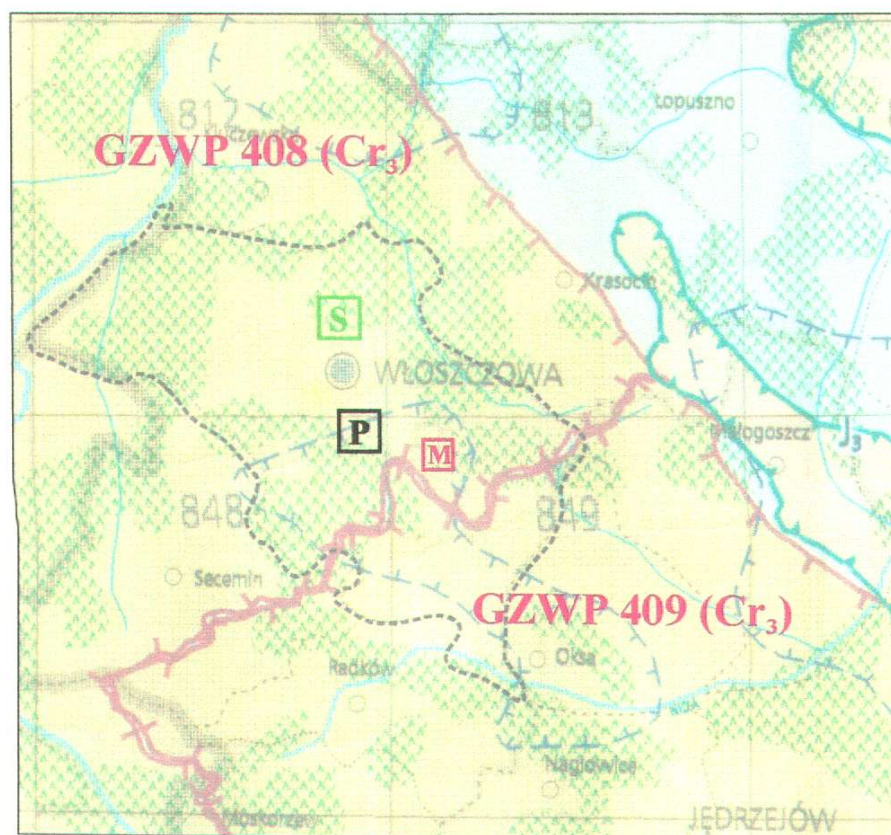 812
813
Łopuszno
GZWP 408 (Cr₃)
Krasocin
S
WŁOSZCZOWA
P
M
Małogoszcz
J₃
848
849
Secemin
GZWP 409 (Cr₃)
Oksa
Radków
NIDA
Nagłowice
Moskorzew
JĘDRZEJÓW